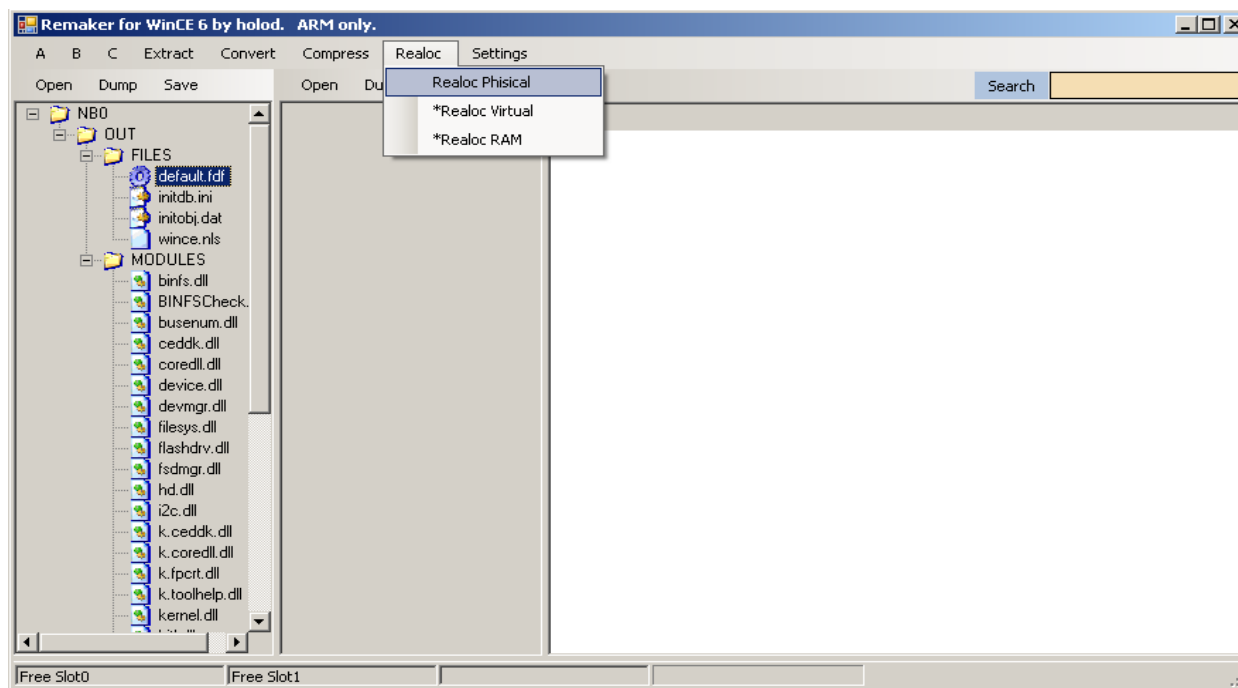 Remaker for WinCE 6 by holod. ARM only.
A B C Extract Convert Compress Realoc Settings
Open Dump Save Open Du Search
Realoc Phisical
*Realoc Virtual
*Realoc RAM
NB0
OUT
FILES
default.fdf
initdb.ini
initobj.dat
wince.nls
MODULES
binfs.dll
BINFSCheck.
busenum.dll
ceddk.dll
coredll.dll
device.dll
devmgr.dll
filesys.dll
flashdrv.dll
fsdmgr.dll
hd.dll
i2c.dll
k.ceddk.dll
k.coredll.dll
k.fpcrt.dll
k.toolhelp.dll
kernel.dll
Free Slot0 Free Slot1